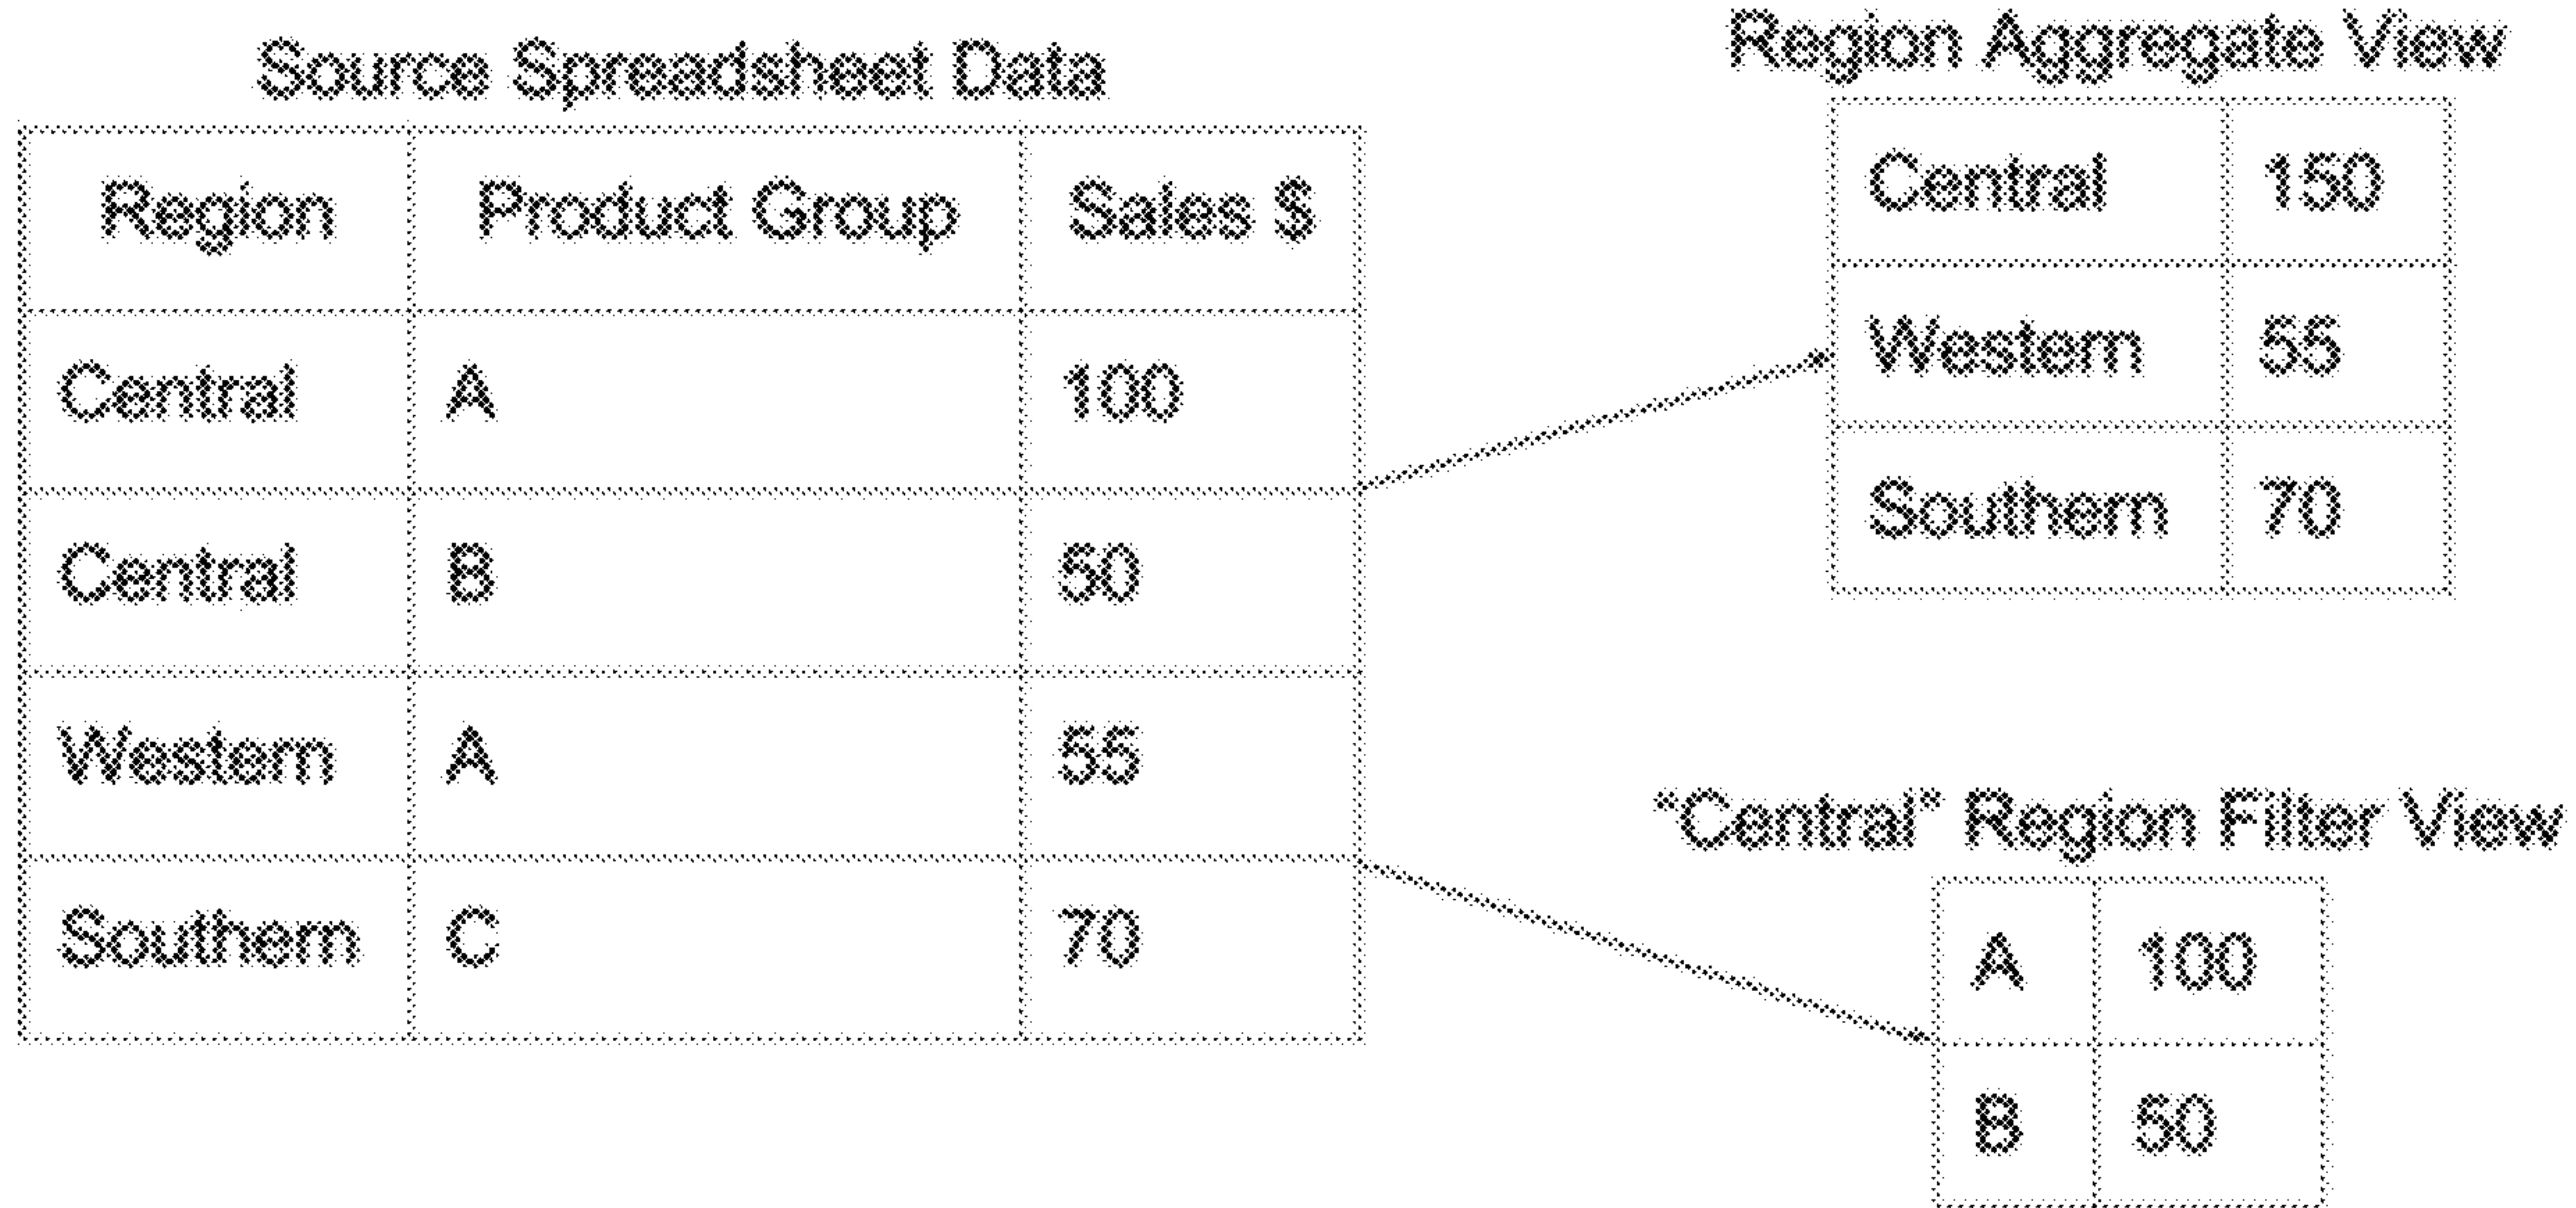 Source Spreadsheet Data
Region Product Group Sales $
Central A 100
Central B 50
Western A 55
Southern C 70
Region Aggregate View
Central 150
Western 55
Southern 70
“Central” Region Filter View
A 100
B 50